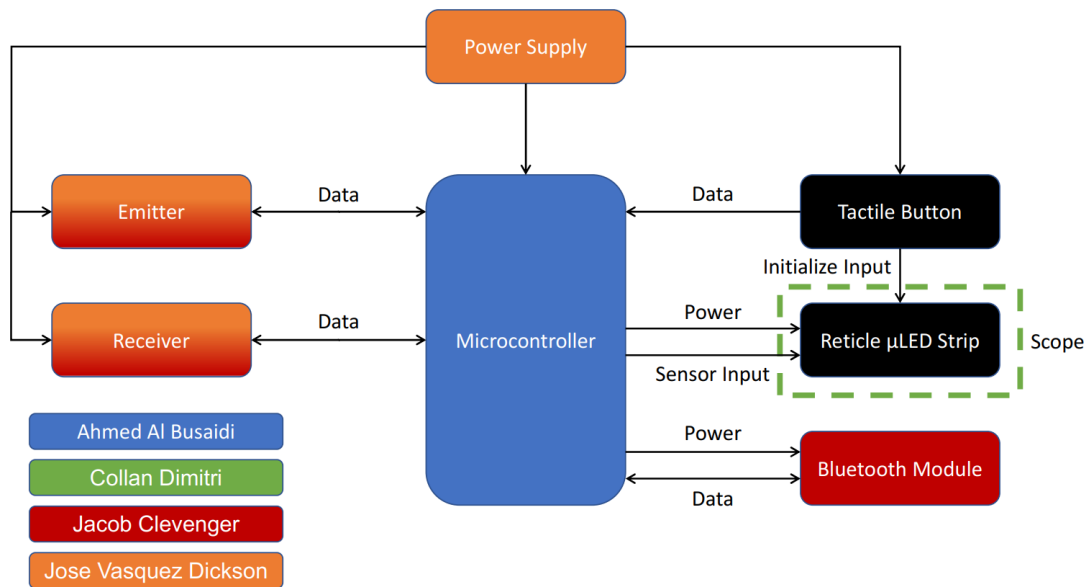 Power Supply
Emitter
Data
Data
Tactile Button
Initialize Input
Receiver
Data
Microcontroller
Power
Sensor Input
Reticle µLED Strip
Scope
Power
Data
Bluetooth Module
Ahmed Al Busaidi
Collan Dimitri
Jacob Clevenger
Jose Vasquez Dickson